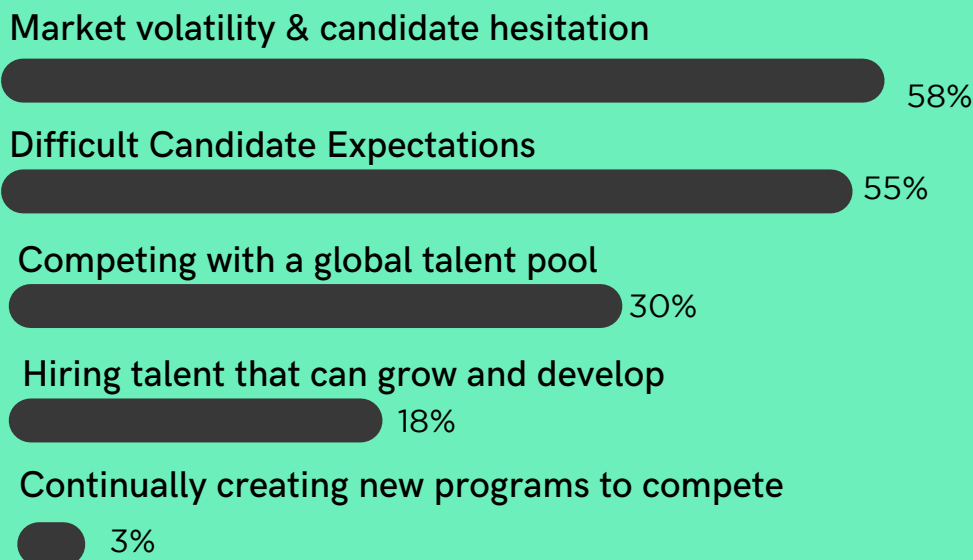 Market volatility & candidate hesitation
58%
Difficult Candidate Expectations
55%
Competing with a global talent pool
30%
Hiring talent that can grow and develop
18%
Continually creating new programs to compete
3%